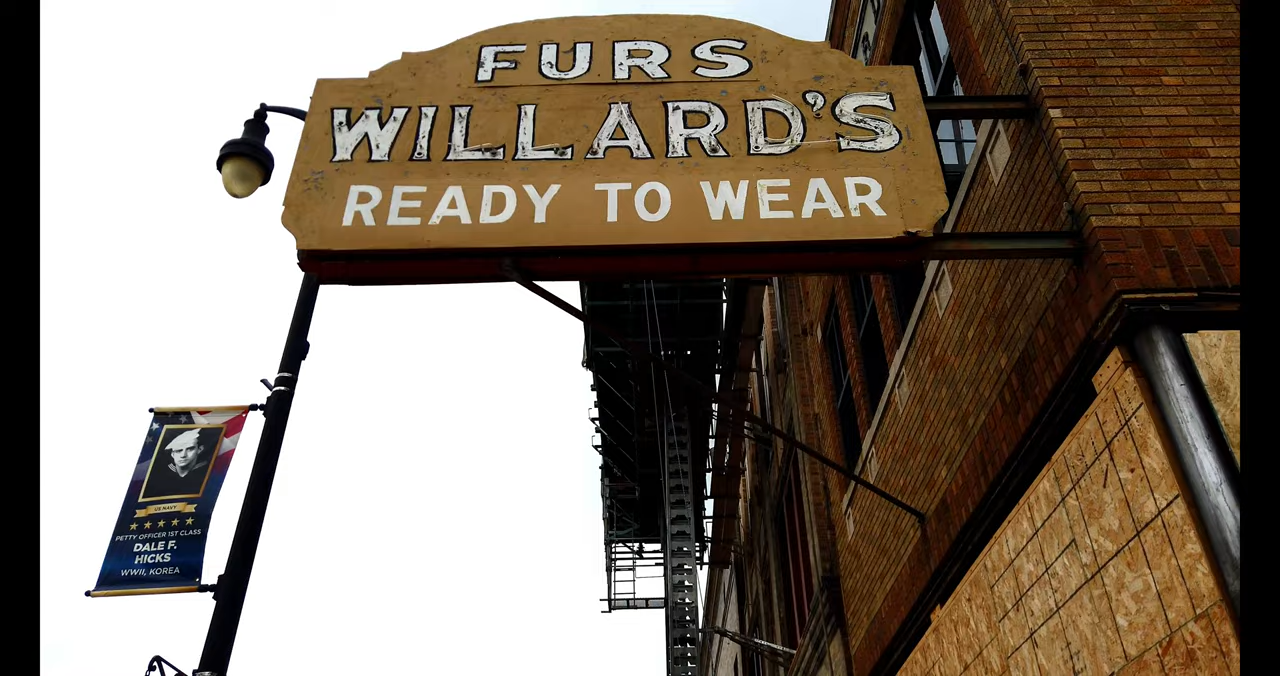 FURS
WILLARD'S
READY TO WEAR
US NAVY
PETTY OFFICER 1ST CLASS
DALE F.
HICKS
WWII, KOREA